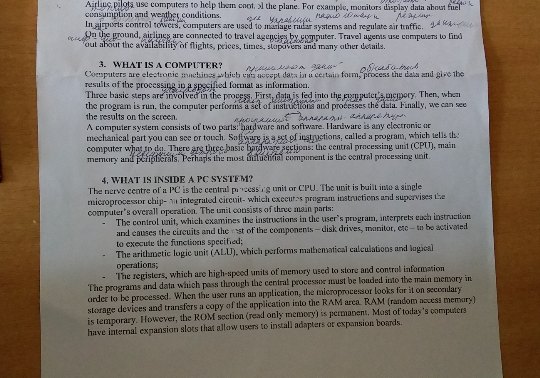 Airline pilots use computers to help them control the plane. For example, monitors display data about fuel
consumption and weather conditions.
In airports control towers, computers are used to manage radar systems and regulate air traffic.
On the ground, airlines are connected to travel agencies by computer. Travel agents use computers to find
out about the availability of flights, prices, times, stopovers and many other details.
3. WHAT IS A COMPUTER?
Computers are electronic machines which can accept data in a certain form, process the data and give the
results of the processing in a specified format as information.
Three basic steps are involved in the process. First, data is fed into the computer's memory. Then, when
the program is run, the computer performs a set of instructions and processes the data. Finally, we can see
the results on the screen.
A computer system consists of two parts: hardware and software. Hardware is any electronic or
mechanical part you can see or touch. Software is a set of instructions, called a program, which tells the
computer what to do. There are three basic hardware sections: the central processing unit (CPU), main
memory and peripherals. Perhaps the most influential component is the central processing unit.
4. WHAT IS INSIDE A PC SYSTEM?
The nerve centre of a PC is the central processing unit or CPU. The unit is built into a single
microprocessor chip- an integrated circuit- which executes program instructions and supervises the
computer's overall operation. The unit consists of three main parts:
- The control unit, which examines the instructions in the user's program, interprets each instruction
and causes the circuits and the rest of the components – disk drives, monitor, etc – to be activated
to execute the functions specified;
- The arithmetic logic unit (ALU), which performs mathematical calculations and logical
operations;
- The registers, which are high-speed units of memory used to store and control information
The programs and data which pass through the central processor must be loaded into the main memory in
order to be processed. When the user runs an application, the microprocessor looks for it on secondary
storage devices and transfers a copy of the application into the RAM area. RAM (random access memory)
is temporary. However, the ROM section (read only memory) is permanent. Most of today's computers
have internal expansion slots that allow users to install adapters or expansion boards.